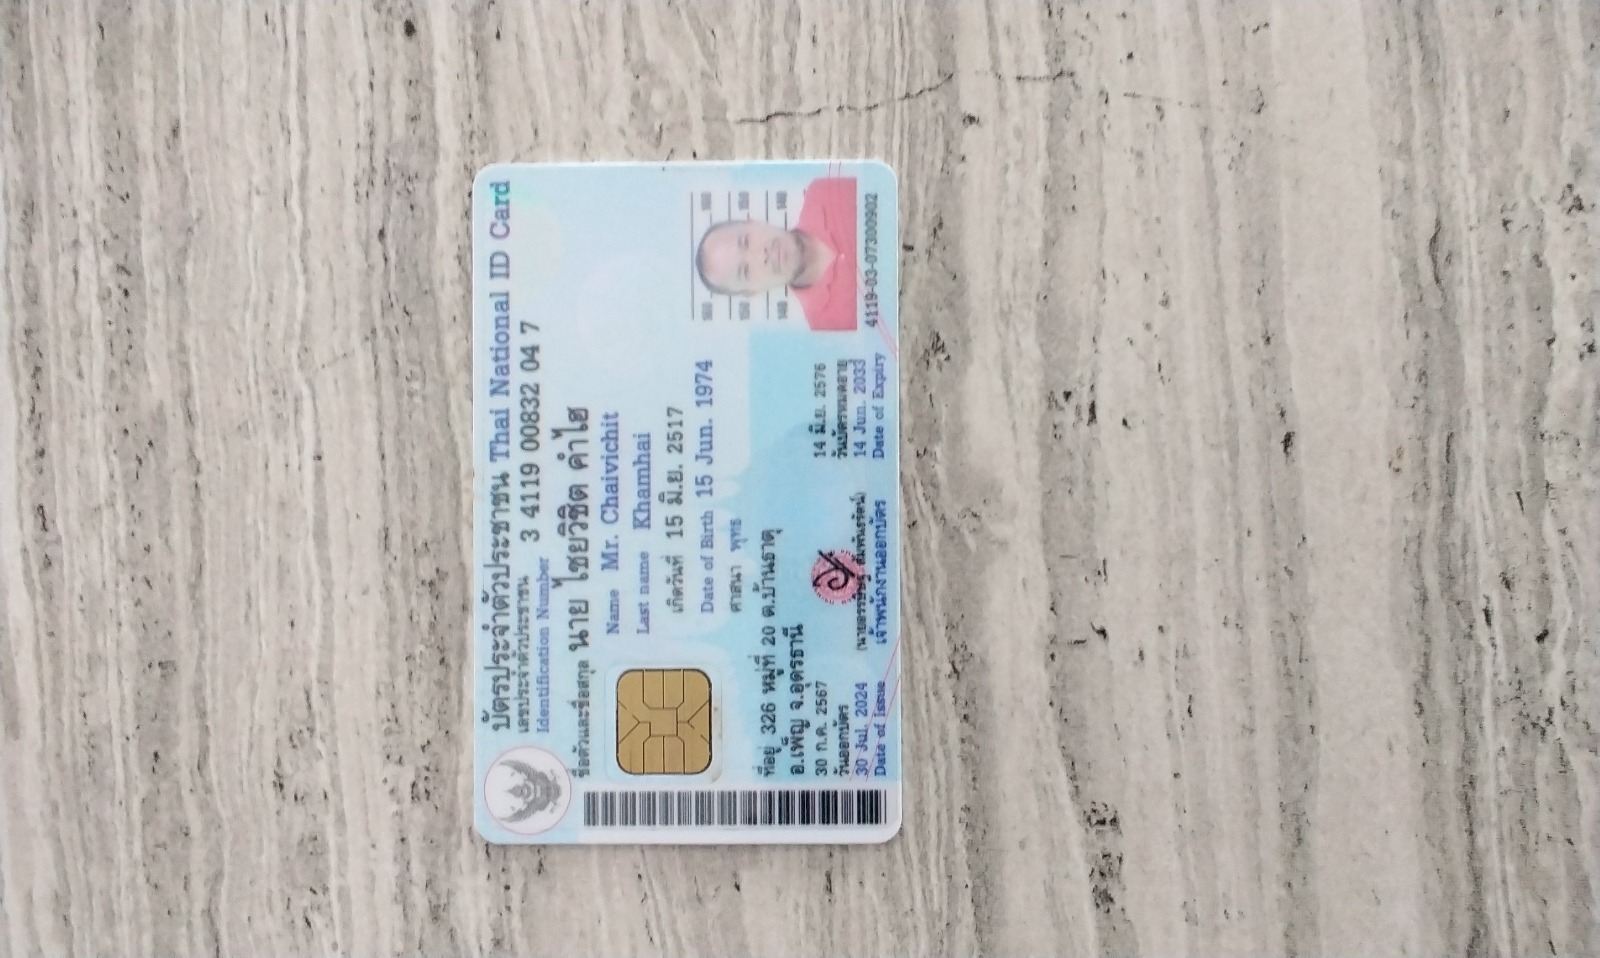 บัตรประจำตัวประชาชน Thai National ID Card
เลขประจำตัวประชาชน 3 4119 00832 04 7
Identification Number
ชื่อตัวและชื่อสกุล นาย ไชยวิชิต คำไฮ
Name Mr. Chaivichit
Last name Khamhai
เกิดวันที่ 15 มิ.ย. 2517
Date of Birth 15 Jun. 1974
ศาสนา พุทธ
ที่อยู่ 326 หมู่ที่ 20 ต.บ้านธาตุ
อ.เพ็ญ จ.อุดรธานี
30 ก.ค. 2567
วันออกบัตร
30 Jul. 2024
Date of Issue
เจ้าพนักงานออกบัตร
14 มิ.ย. 2576
วันบัตรหมดอายุ
14 Jun. 2033
Date of Expiry
160 160
150 150
140 140
4119-03-07300902